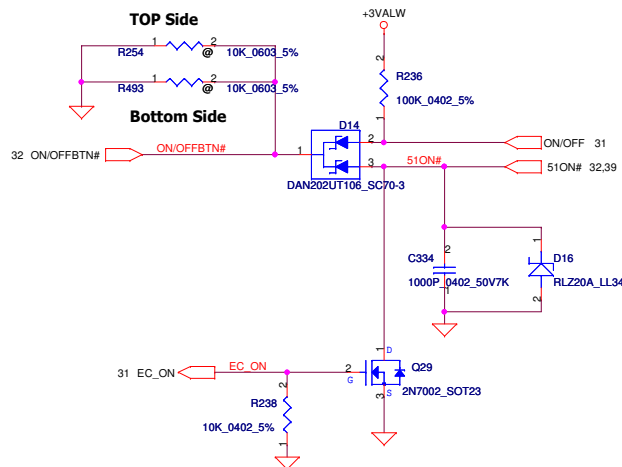 TOP Side
+3VALW
1
2
R254
@
10K_0603_5%
1
2
R493
@
10K_0603_5%
2
R236
100K_0402_5%
1
Bottom Side
D14
32 ON/OFFBTN#
ON/OFFBTN#
1
2
ON/OFF 31
3
51ON#
51ON# 32,39
DAN202UT106_SC70-3
2
C334
1000P_0402_50V7K
1
1
D16
RLZ20A_LL34
2
1
D
31 EC_ON
EC_ON
2
G
Q29
2N7002_SOT23
S
3
2
R238
10K_0402_5%
1